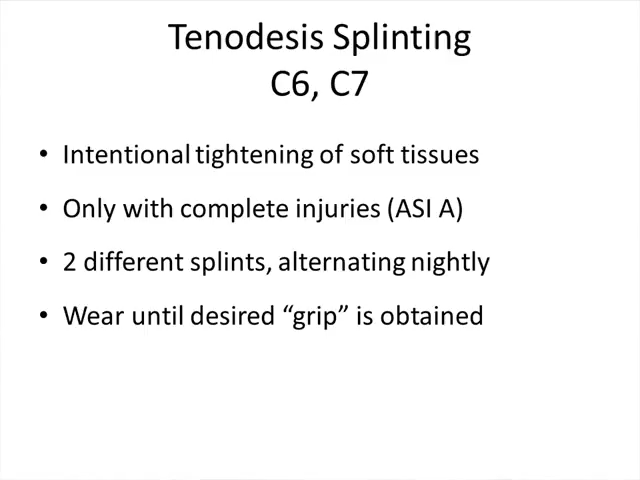 Tenodesis Splinting
C6, C7
• Intentional tightening of soft tissues
• Only with complete injuries (ASI A)
• 2 different splints, alternating nightly
• Wear until desired “grip” is obtained